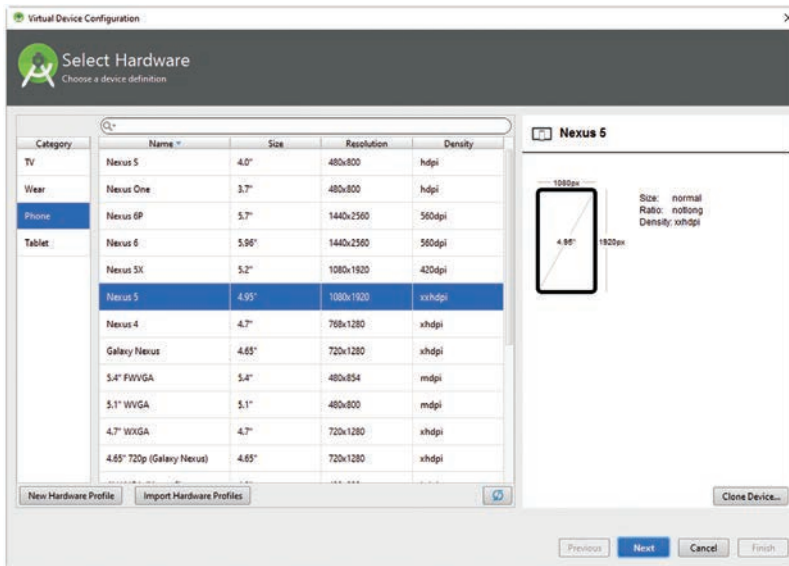 Virtual Device Configuration
Select Hardware
Choose a device definition
Category
TV
Wear
Phone
Tablet
Name Size Resolution Density
Nexus S 4.0" 480x800 hdpi
Nexus One 3.7" 480x800 hdpi
Nexus 6P 5.7" 1440x2560 560dpi
Nexus 6 5.96" 1440x2560 560dpi
Nexus 5X 5.2" 1080x1920 420dpi
Nexus 5 4.95" 1080x1920 xxhdpi
Nexus 4 4.7" 768x1280 xhdpi
Galaxy Nexus 4.65" 720x1280 xhdpi
5.4" FWVGA 5.4" 480x854 mdpi
5.1" WVGA 5.1" 480x800 mdpi
4.7" WXGA 4.7" 720x1280 xhdpi
4.65" 720p (Galaxy Nexus) 4.65" 720x1280 xhdpi
New Hardware Profile Import Hardware Profiles
Nexus 5
1080px
4.95" 1920px
Size: normal
Ratio: notlong
Density: xxhdpi
Clone Device...
Previous Next Cancel Finish